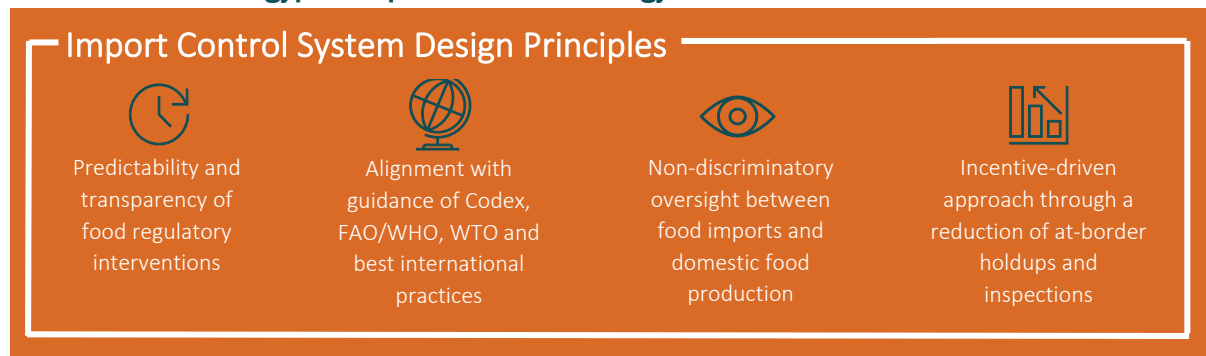 Import Control System Design Principles
Predictability and
transparency of
food regulatory
interventions
Alignment with
guidance of Codex,
FAO/WHO, WTO and
best international
practices
Non-discriminatory
oversight between
food imports and
domestic food
production
Incentive-driven
approach through a
reduction of at-border
holdups and
inspections